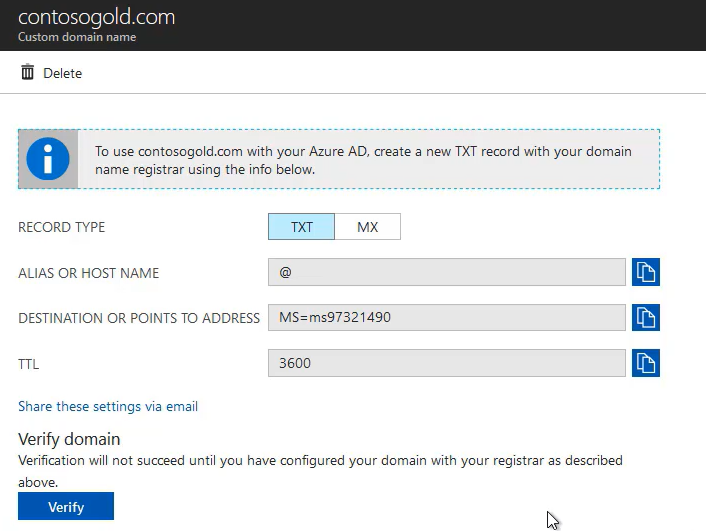 contosogold.com
Custom domain name
Delete
To use contosogold.com with your Azure AD, create a new TXT record with your domain
name registrar using the info below.
RECORD TYPE TXT MX
ALIAS OR HOST NAME @
DESTINATION OR POINTS TO ADDRESS MS=ms97321490
TTL 3600
Share these settings via email
Verify domain
Verification will not succeed until you have configured your domain with your registrar as described
above.
Verify